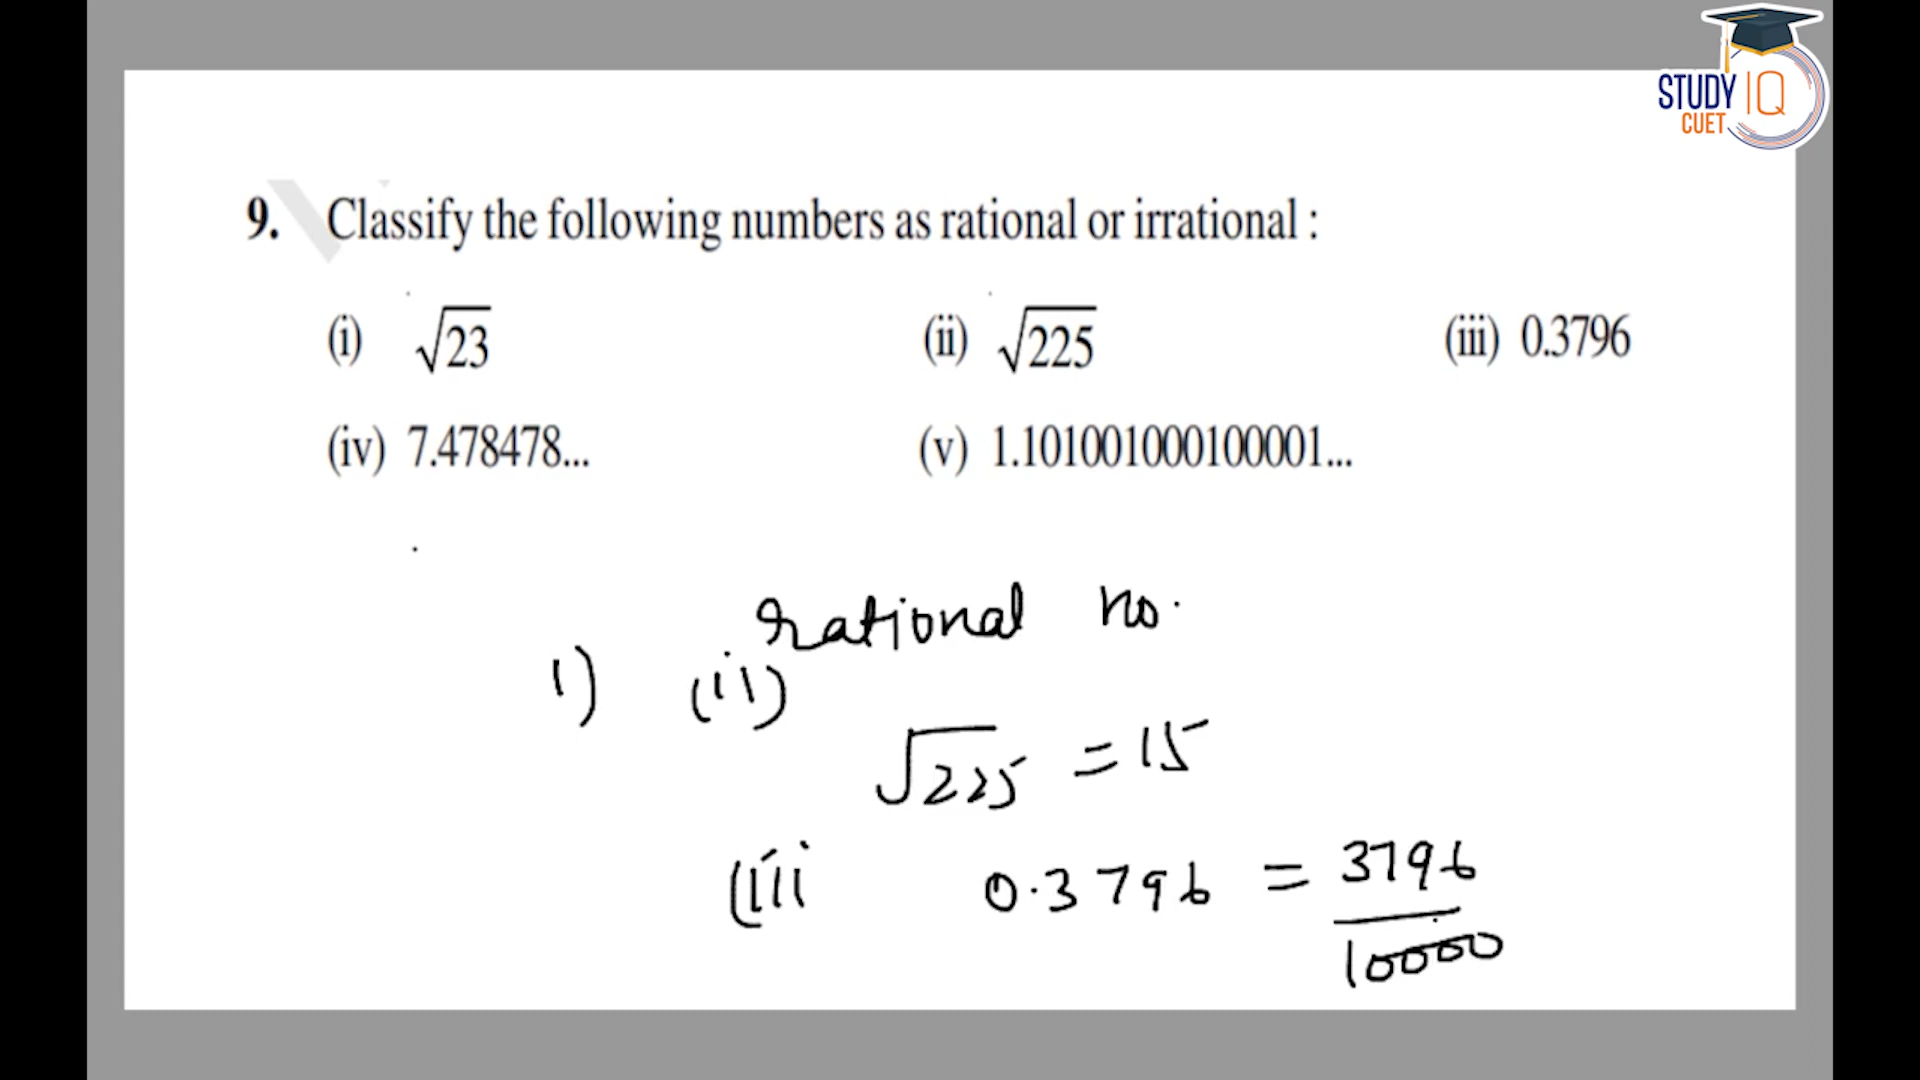 STUDY IQ
CUET
9. Classify the following numbers as rational or irrational :
(i) √23 (ii) √225 (iii) 0.3796
(iv) 7.478478... (v) 1.101001000100001...
rational no.
1) (ii)
√225 = 15
(iii 0.3796 = 3796
10000